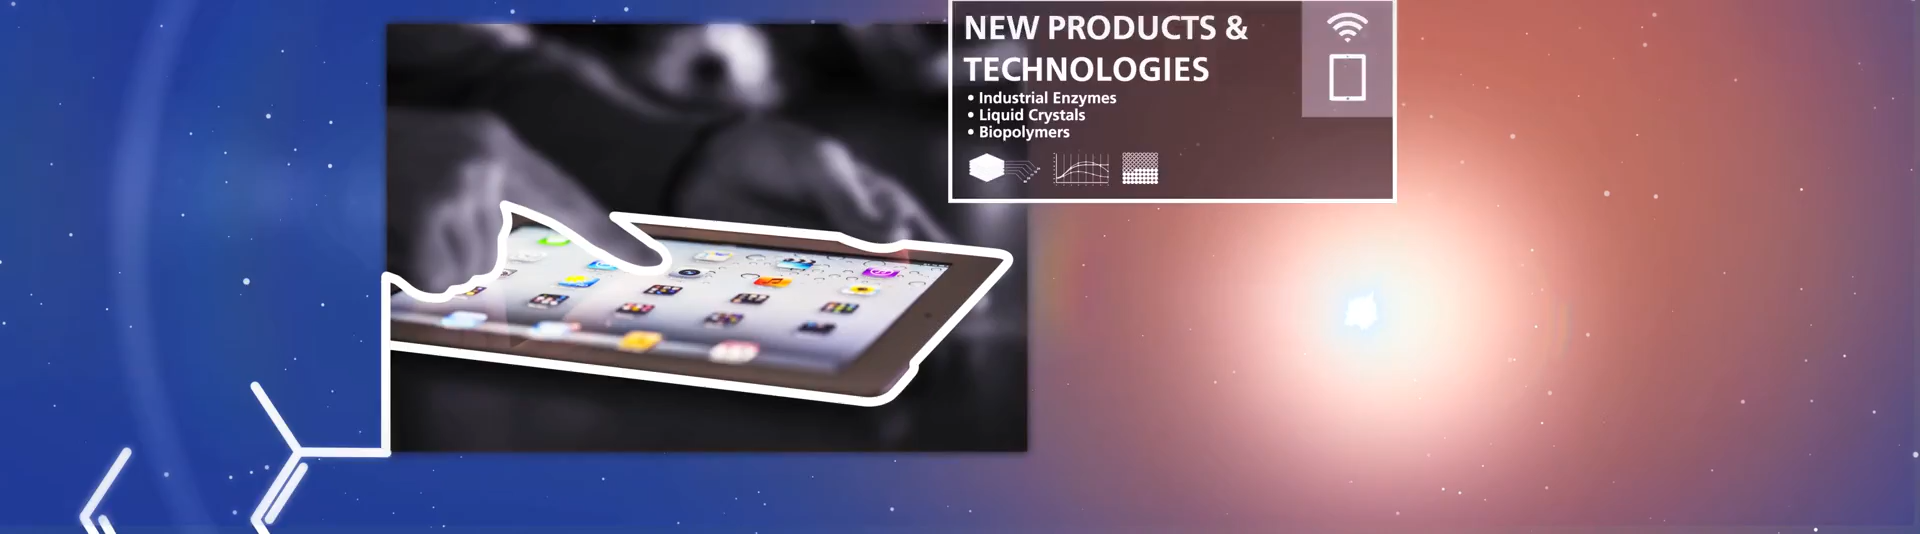 NEW PRODUCTS &
TECHNOLOGIES
• Industrial Enzymes
• Liquid Crystals
• Biopolymers